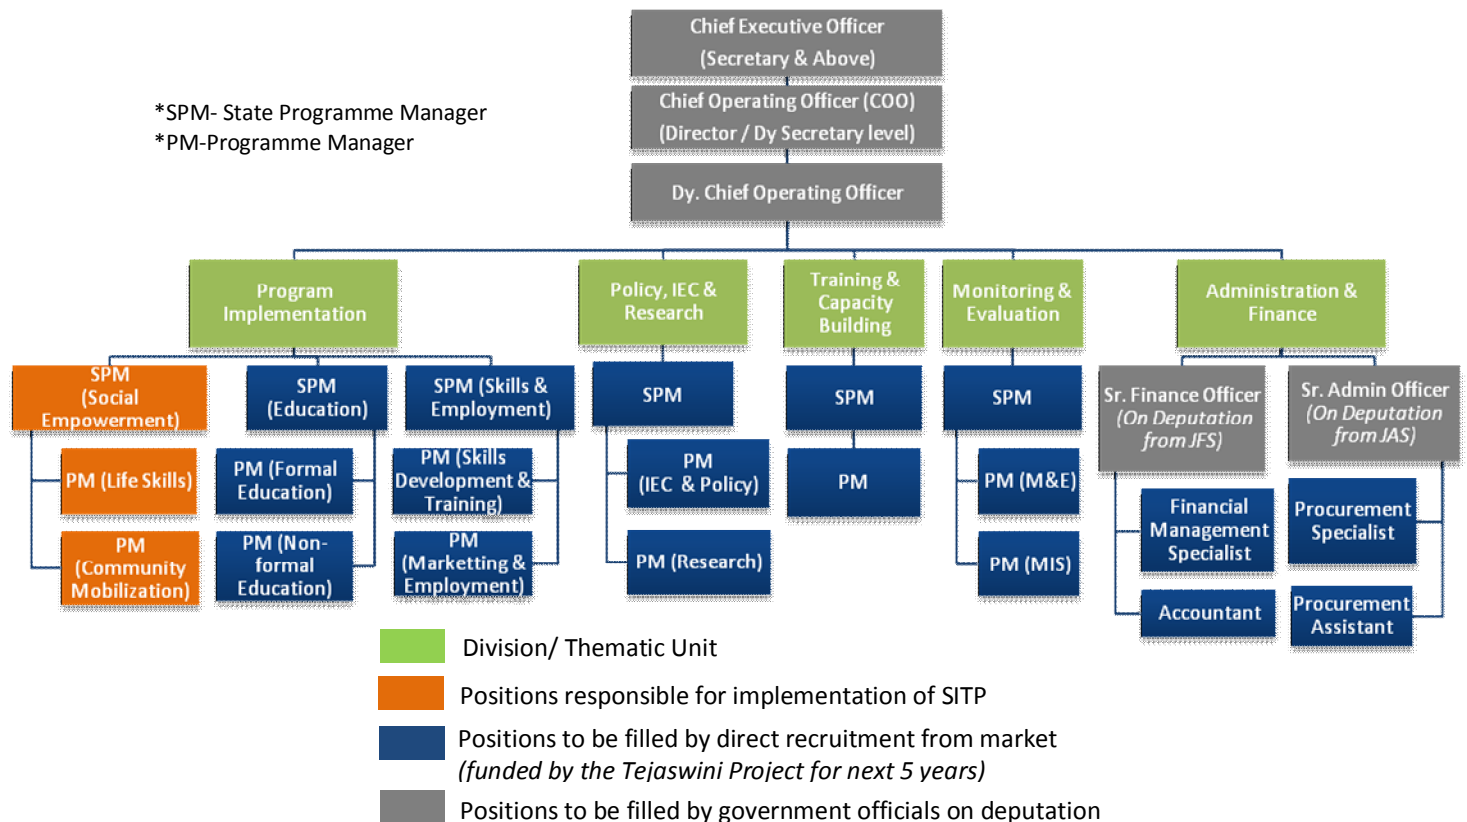 Chief Executive Officer
(Secretary & Above)
*SPM- State Programme Manager
*PM-Programme Manager
Chief Operating Officer (COO)
(Director / Dy Secretary level)
Dy. Chief Operating Officer
Program
Implementation
Policy, IEC &
Research
Training &
Capacity
Building
Monitoring &
Evaluation
Administration &
Finance
SPM
(Social
Empowerment)
SPM
(Education)
SPM (Skills &
Employment)
SPM
SPM
SPM
Sr. Finance Officer
(On Deputation
from JFS)
Sr. Admin Officer
(On Deputation
from JAS)
PM (Life Skills)
PM (Formal
Education)
PM (Skills
Development &
Training)
PM
(IEC & Policy)
PM
PM (M&E)
Financial
Management
Specialist
Procurement
Specialist
PM
(Community
Mobilization)
PM (Non-
formal
Education)
PM
(Marketting &
Employment)
PM (Research)
PM (MIS)
Accountant
Procurement
Assistant
Division/ Thematic Unit
Positions responsible for implementation of SITP
Positions to be filled by direct recruitment from market
(funded by the Tejaswini Project for next 5 years)
Positions to be filled by government officials on deputation